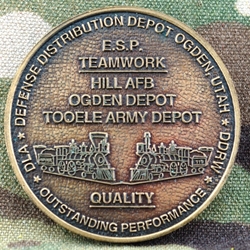 DEFENSE DISTRIBUTION DEPOT OGDEN, UTAH
E.S.P.
TEAMWORK
HILL AFB
OGDEN DEPOT
TOOELE ARMY DEPOT
QUALITY
DLA ★ OUTSTANDING PERFORMANCE ★ DDRW